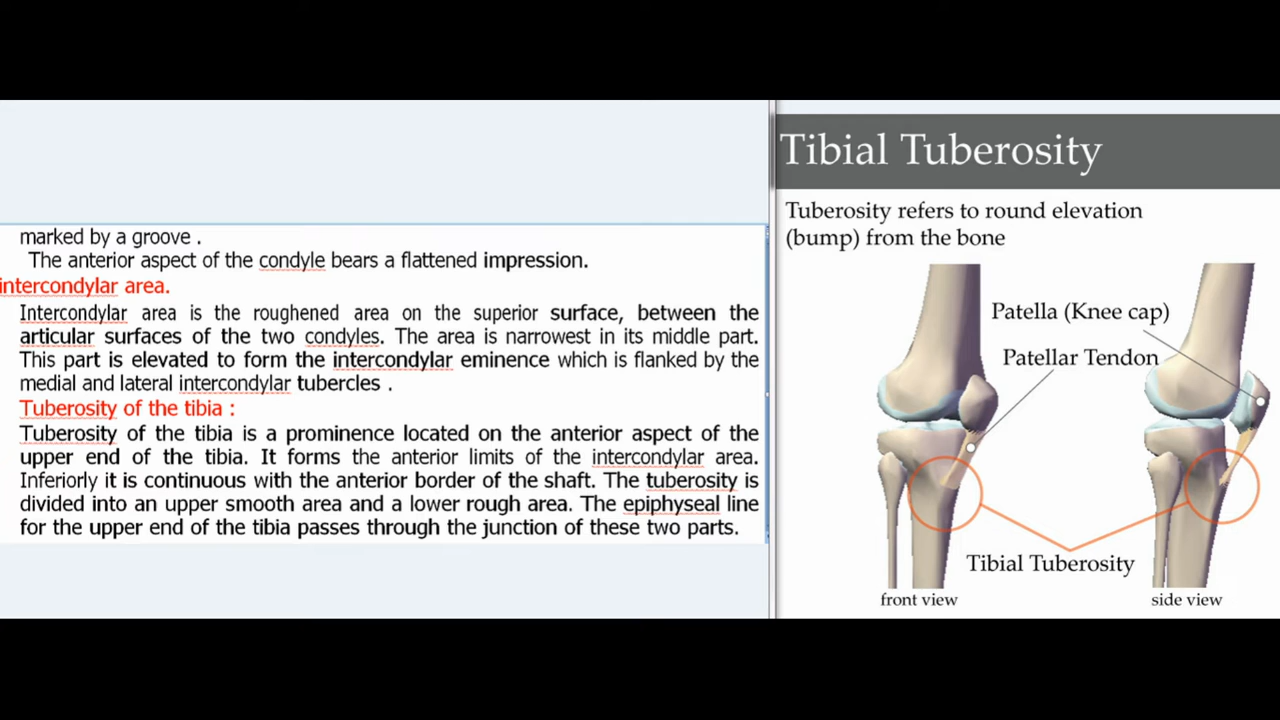 marked by a groove .
The anterior aspect of the condyle bears a flattened impression.
intercondylar area.
Intercondylar area is the roughened area on the superior surface, between the
articular surfaces of the two condyles. The area is narrowest in its middle part.
This part is elevated to form the intercondylar eminence which is flanked by the
medial and lateral intercondylar tubercles .
Tuberosity of the tibia :
Tuberosity of the tibia is a prominence located on the anterior aspect of the
upper end of the tibia. It forms the anterior limits of the intercondylar area.
Inferiorly it is continuous with the anterior border of the shaft. The tuberosity is
divided into an upper smooth area and a lower rough area. The epiphyseal line
for the upper end of the tibia passes through the junction of these two parts.
Tibial Tuberosity
Tuberosity refers to round elevation
(bump) from the bone
Patella (Knee cap)
Patellar Tendon
Tibial Tuberosity
front view
side view